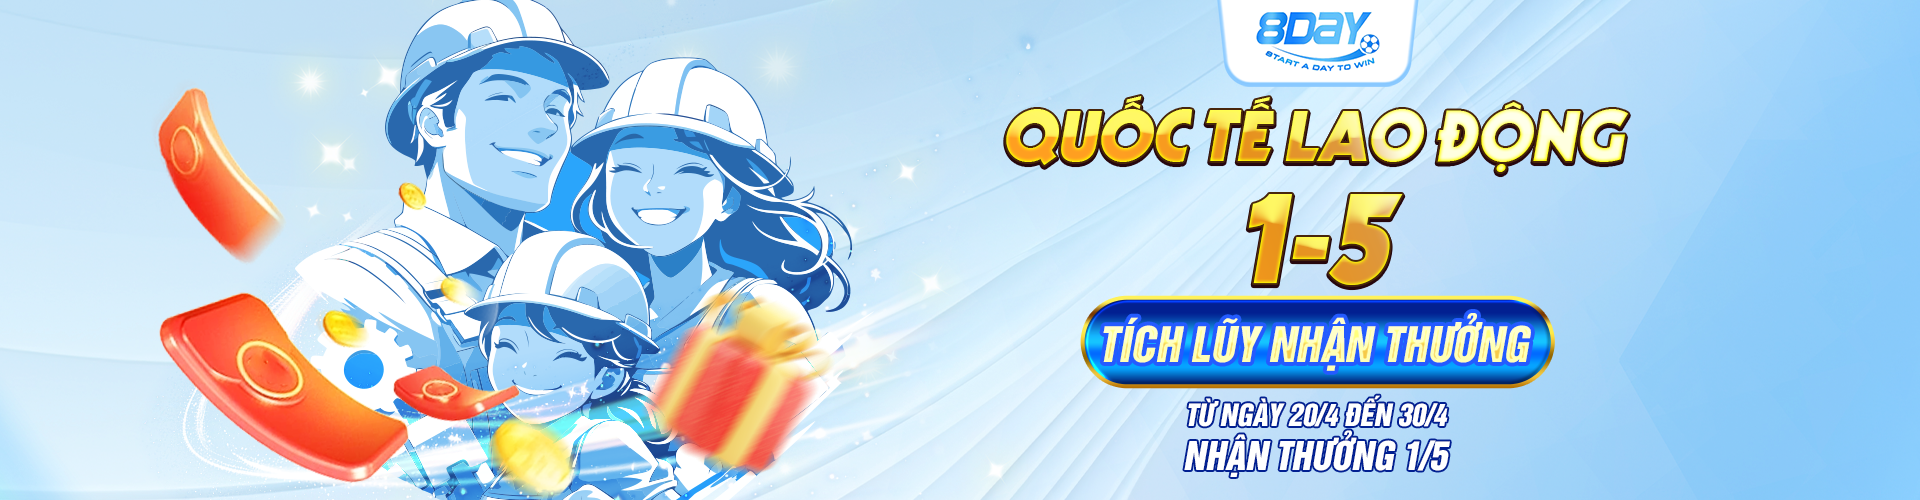 8DAY
START A DAY TO WIN
QUỐC TẾ LAO ĐỘNG
1-5
TÍCH LŨY NHẬN THƯỞNG
TỪ NGÀY 20/4 ĐẾN 30/4
NHẬN THƯỞNG 1/5